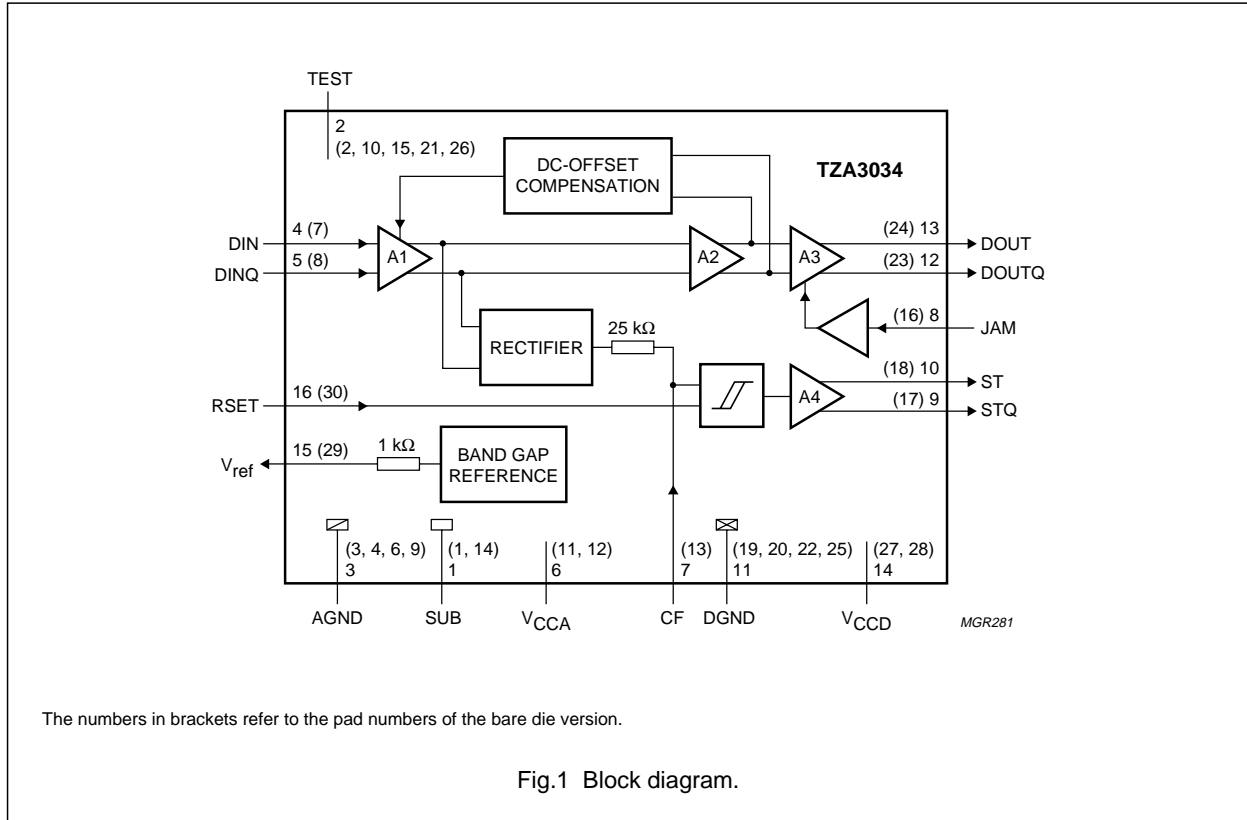 TEST
2
(2, 10, 15, 21, 26)
DC-OFFSET
COMPENSATION
TZA3034
DIN
4 (7)
DINQ
5 (8)
A1
A2
A3
(24) 13
DOUT
(23) 12
DOUTQ
(16) 8
JAM
RECTIFIER
25 kΩ
(18) 10
ST
(17) 9
STQ
A4
RSET
16 (30)
Vref
15 (29)
1 kΩ
BAND GAP
REFERENCE
(3, 4, 6, 9)
3
(1, 14)
1
(11, 12)
6
(13)
7
(19, 20, 22, 25)
11
(27, 28)
14
AGND
SUB
VCCA
CF
DGND
VCCD
MGR281
The numbers in brackets refer to the pad numbers of the bare die version.
Fig.1 Block diagram.